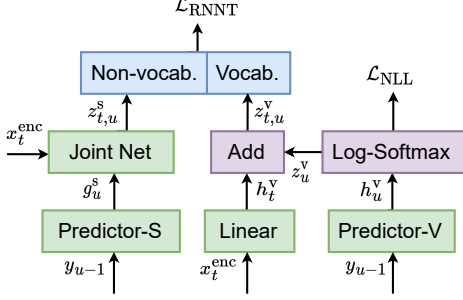 ℒ_RNNT
Non-vocab. Vocab.
z^s_{t,u} z^v_{t,u} ℒ_NLL
x^enc_t
Joint Net Add z^v_u Log-Softmax
g^s_u h^v_t h^v_u
Predictor-S Linear Predictor-V
y_{u−1} x^enc_t y_{u−1}